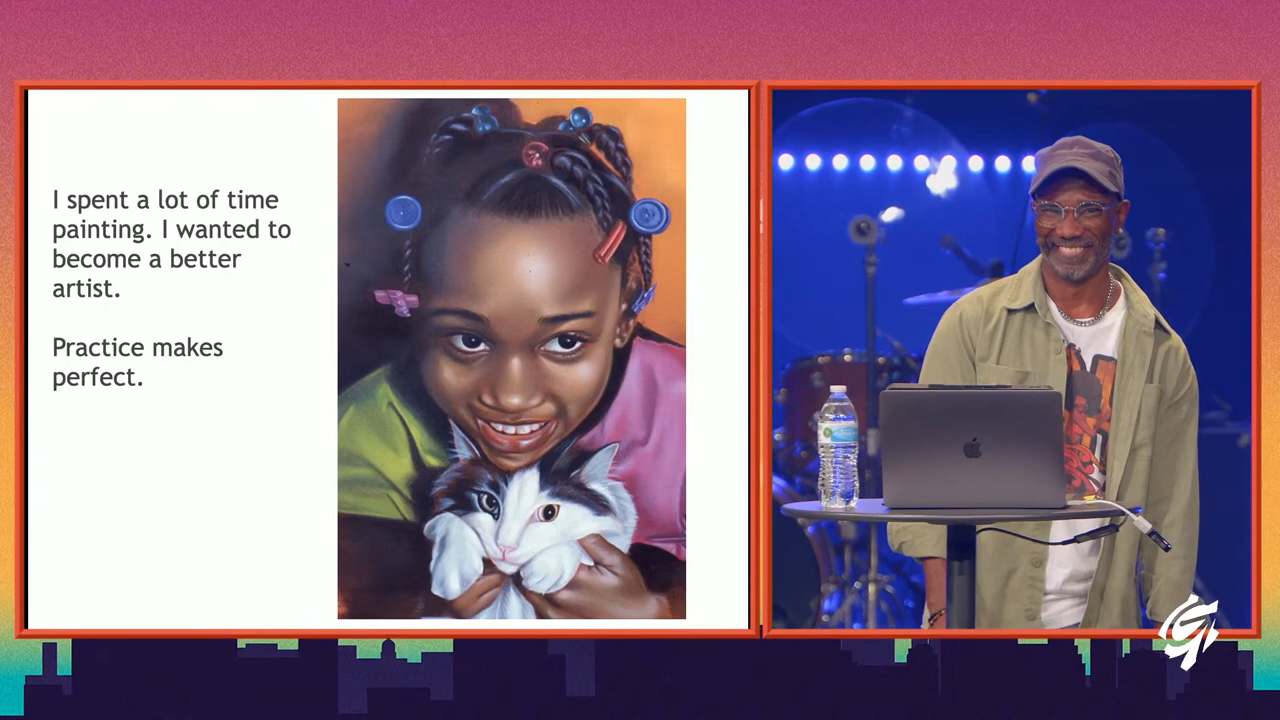 I spent a lot of time
painting. I wanted to
become a better
artist.
Practice makes
perfect.